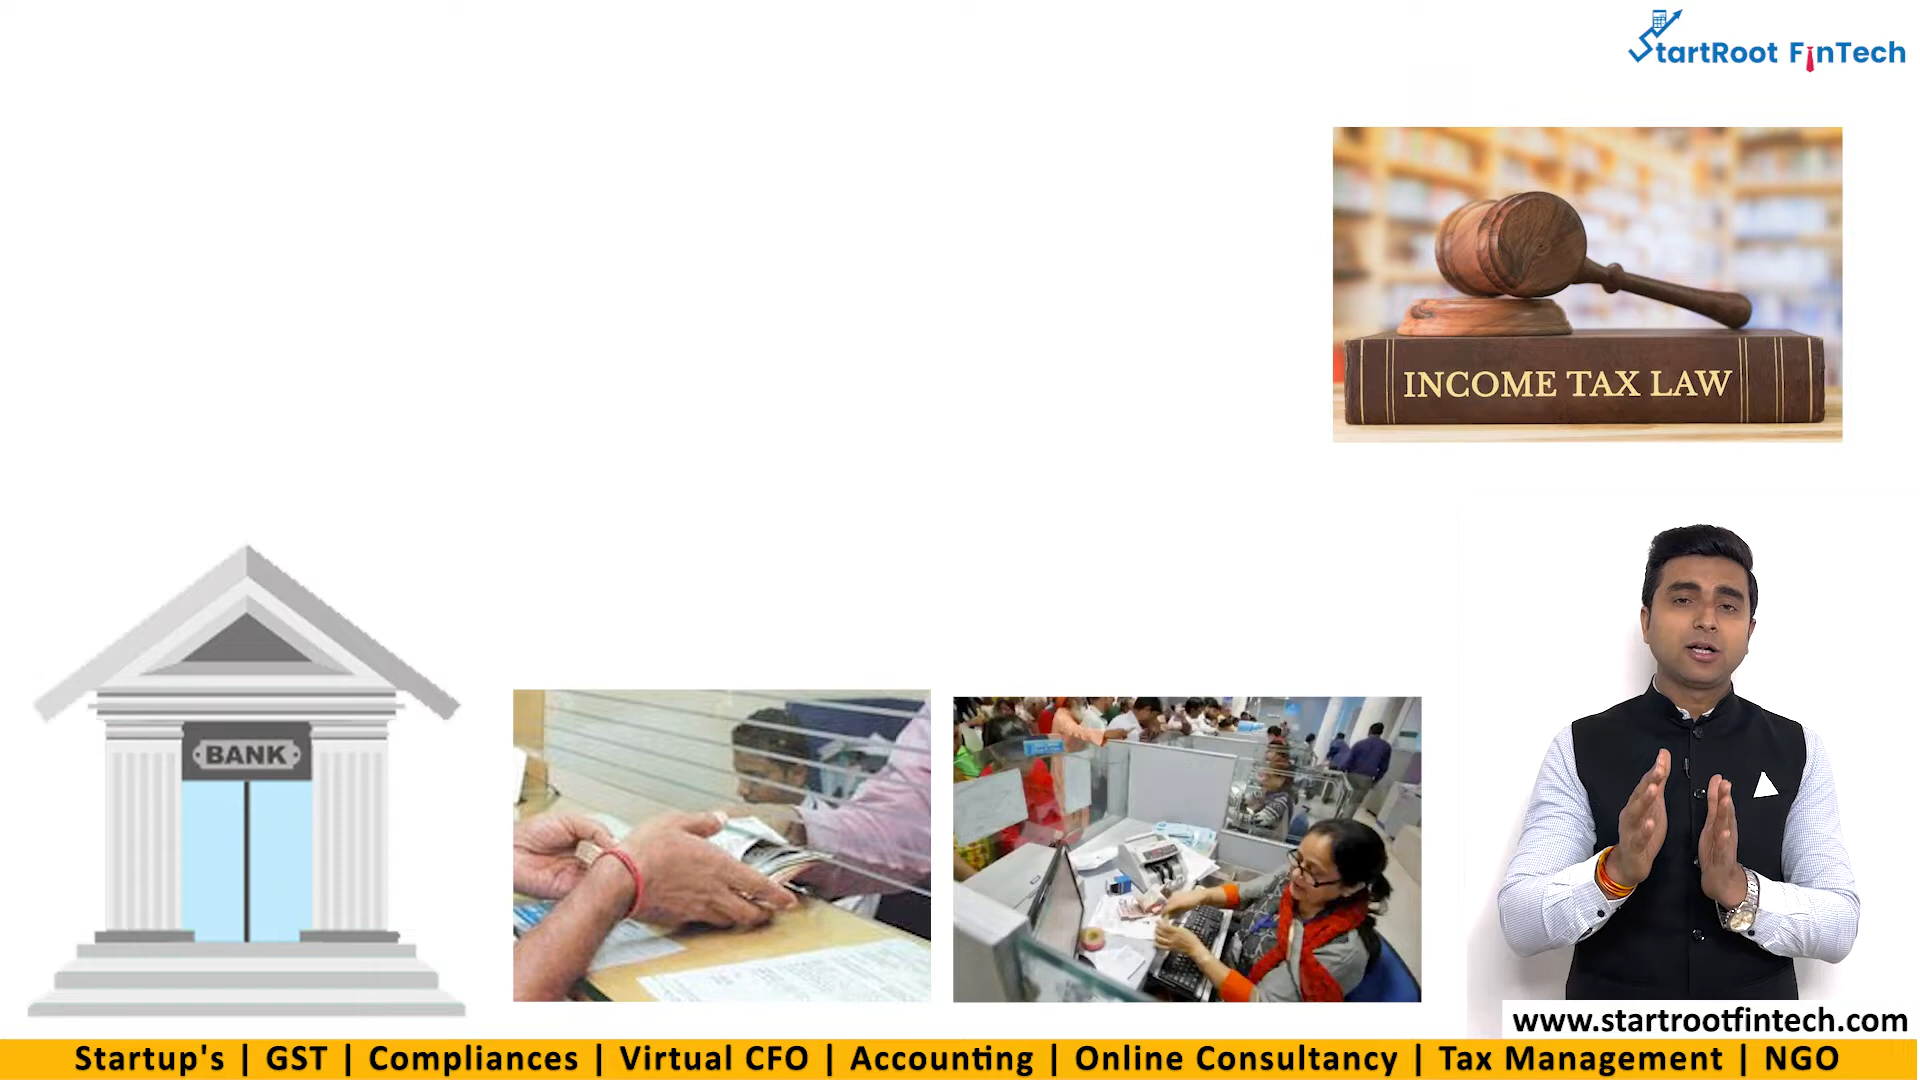 StartRoot FinTech
INCOME TAX LAW
BANK
www.startrootfintech.com
Startup's | GST | Compliances | Virtual CFO | Accounting | Online Consultancy | Tax Management | NGO